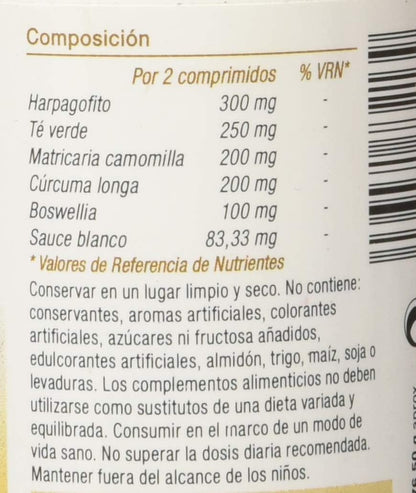 Composición
Por 2 comprimidos % VRN*
Harpagofito 300 mg -
Té verde 250 mg -
Matricaria camomilla 200 mg -
Cúrcuma longa 200 mg -
Boswellia 100 mg -
Sauce blanco 83,33 mg -
* Valores de Referencia de Nutrientes
Conservar en un lugar limpio y seco. No contiene:
conservantes, aromas artificiales, colorantes
artificiales, azúcares ni fructosa añadidos,
edulcorantes artificiales, almidón, trigo, maíz, soja o
levaduras. Los complementos alimenticios no deben
utilizarse como sustitutos de una dieta variada y
equilibrada. Consumir en el marco de un modo de
vida sano. No superar la dosis diaria recomendada.
Mantener fuera del alcance de los niños.